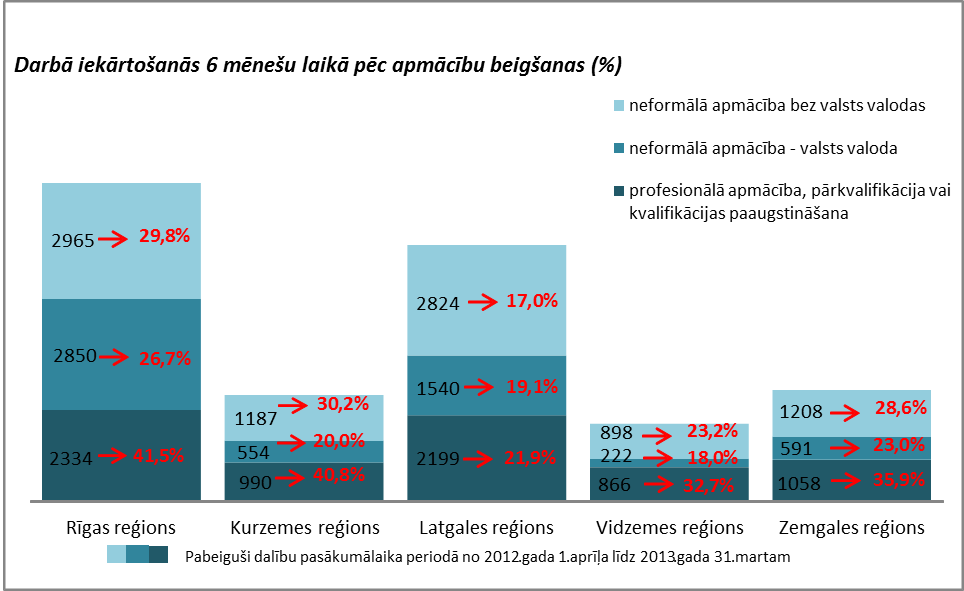 Darbā iekārtošanās 6 mēnešu laikā pēc apmācību beigšanas (%)
neformālā apmācība bez valsts valodas
neformālā apmācība - valsts valoda
profesionālā apmācība, pārkvalifikācija vai
kvalifikācijas paaugstināšana
2965 → 29,8%
2850 → 26,7%
2334 → 41,5%
1187 → 30,2%
554 → 20,0%
990 → 40,8%
2824 → 17,0%
1540 → 19,1%
2199 → 21,9%
898 → 23,2%
222 → 18,0%
866 → 32,7%
1208 → 28,6%
591 → 23,0%
1058 → 35,9%
Rīgas reģions Kurzemes reģions Latgales reģions Vidzemes reģions Zemgales reģions
Pabeiguši dalību pasākumālaika periodā no 2012.gada 1.aprīļa līdz 2013.gada 31.martam